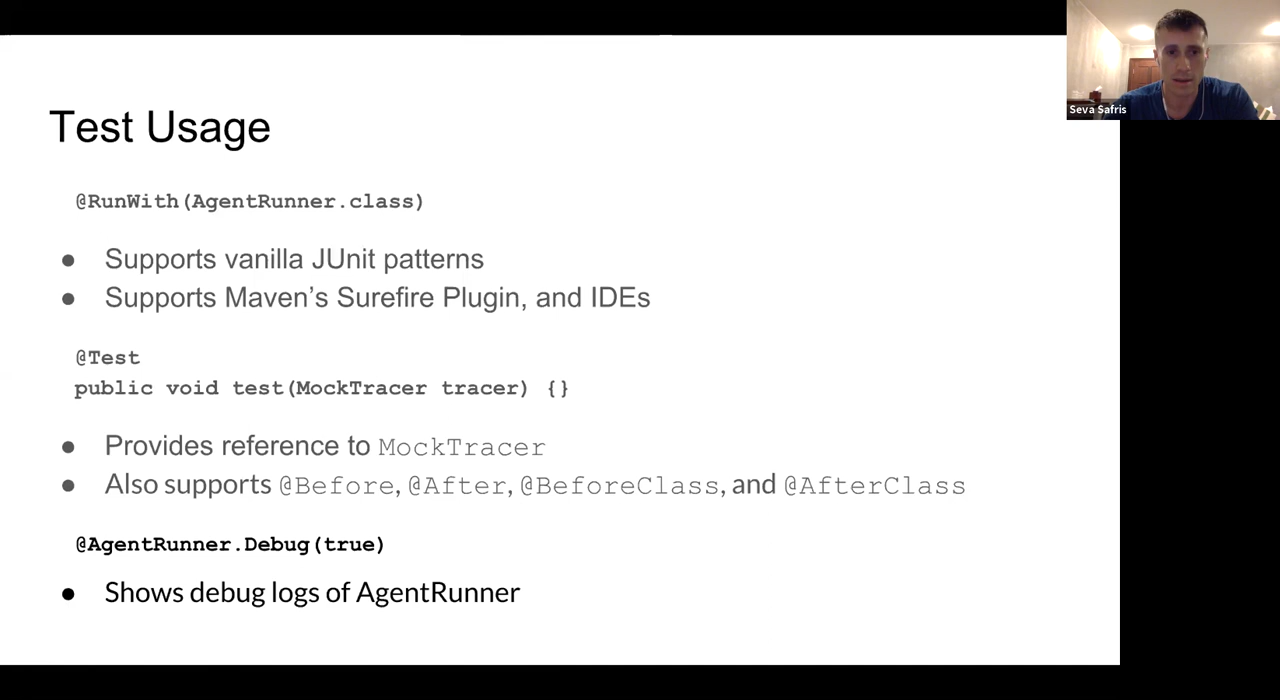 Seva Safris
Test Usage
@RunWith(AgentRunner.class)
● Supports vanilla JUnit patterns
● Supports Maven’s Surefire Plugin, and IDEs
@Test
public void test(MockTracer tracer) {}
● Provides reference to MockTracer
● Also supports @Before, @After, @BeforeClass, and @AfterClass
@AgentRunner.Debug(true)
● Shows debug logs of AgentRunner